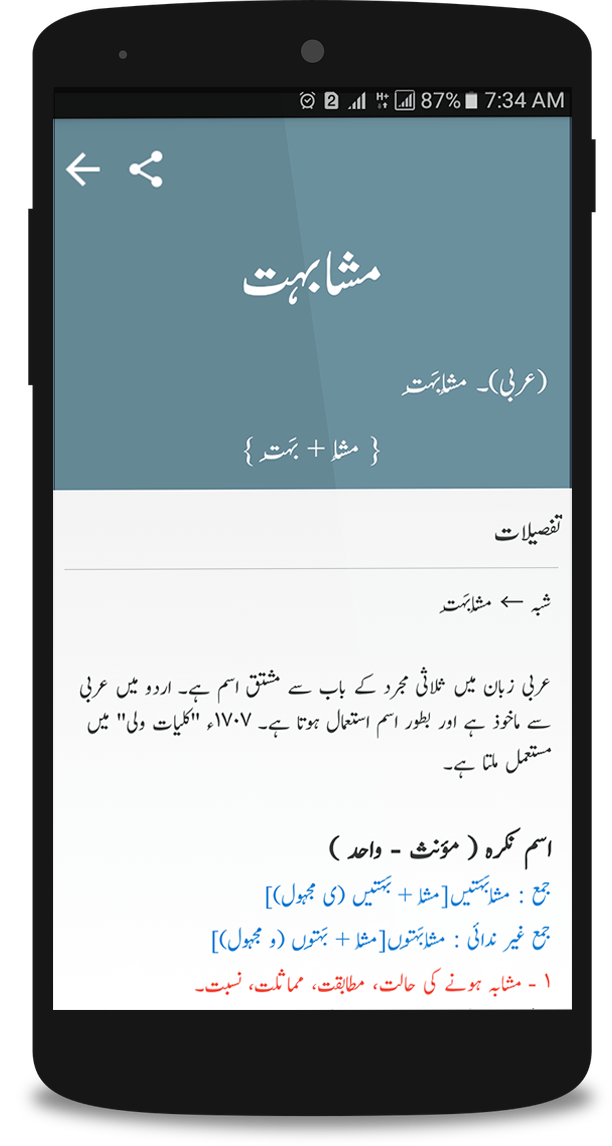 2 H+ 87% 7:34 AM
مشابہت
(عربی)۔ مشابَہَت
{ مشا + بَہَت }
تفصیلات
شبہ ← مشابَہَت
عربی زبان میں ثلاثی مجرد کے باب سے مشتق اسم ہے۔ اردو میں عربی
سے ماخوذ ہے اور بطور اسم استعمال ہوتا ہے۔ ۱۷۰۷ء "کلیات ولی" میں
مستعمل ملتا ہے۔
اسم نکرہ ( مؤنث - واحد )
جمع : مشابَہَتیں[مشا + بَہَتیں (ی مجہول)]
جمع غیر ندائی : مشابَہَتوں[مشا + بَہَتوں (و مجہول)]
۱ - مشابہ ہونے کی حالت، مطابقت، مماثلت، نسبت۔